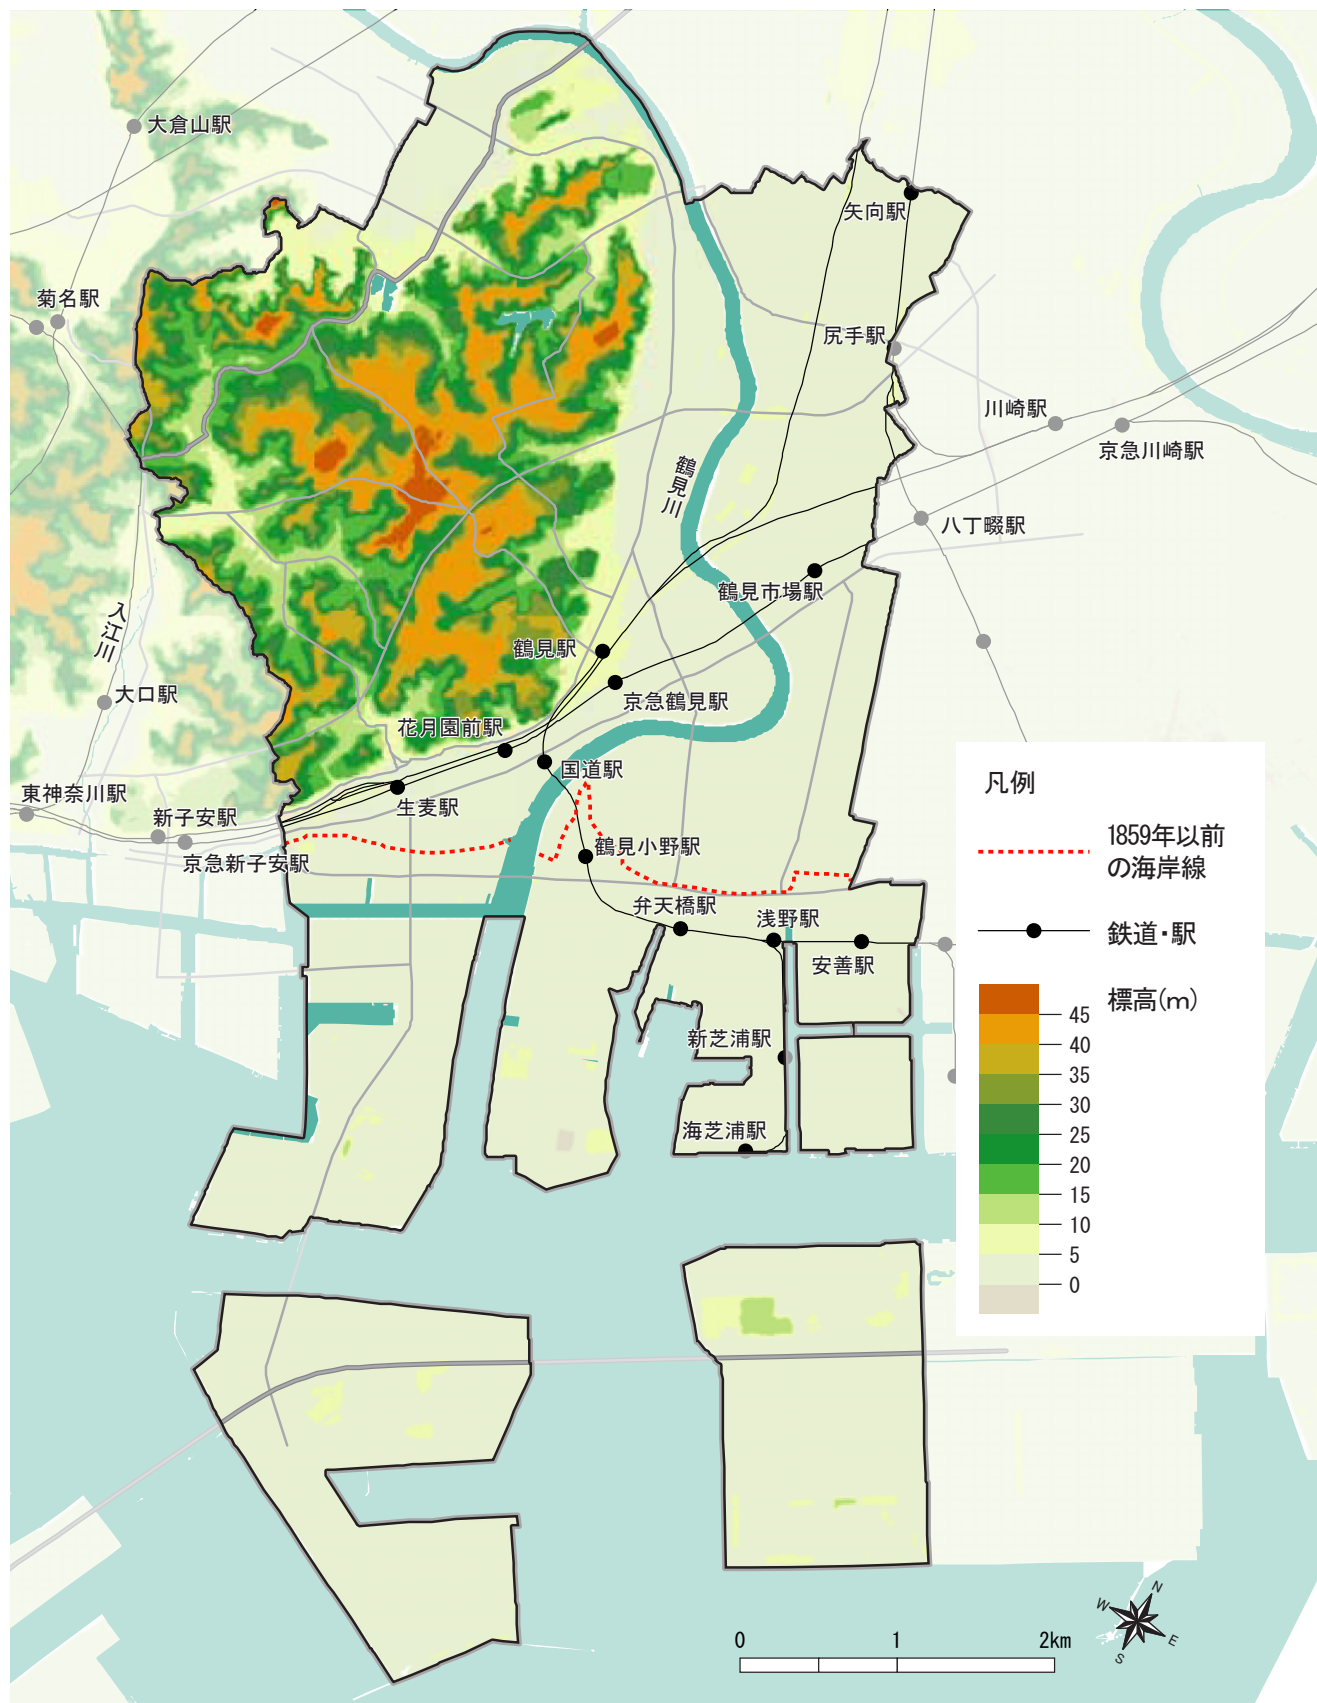 大倉山駅
矢向駅
菊名駅
尻手駅
川崎駅
京急川崎駅
鶴見川
八丁畷駅
鶴見市場駅
入江川
鶴見駅
大口駅
京急鶴見駅
花月園前駅
国道駅
東神奈川駅
生麦駅
新子安駅
京急新子安駅
鶴見小野駅
弁天橋駅
浅野駅
安善駅
新芝浦駅
海芝浦駅
凡例
1859年以前
の海岸線
鉄道・駅
標高(m)
45
40
35
30
25
20
15
10
5
0
N
W
E
S
0 1 2km